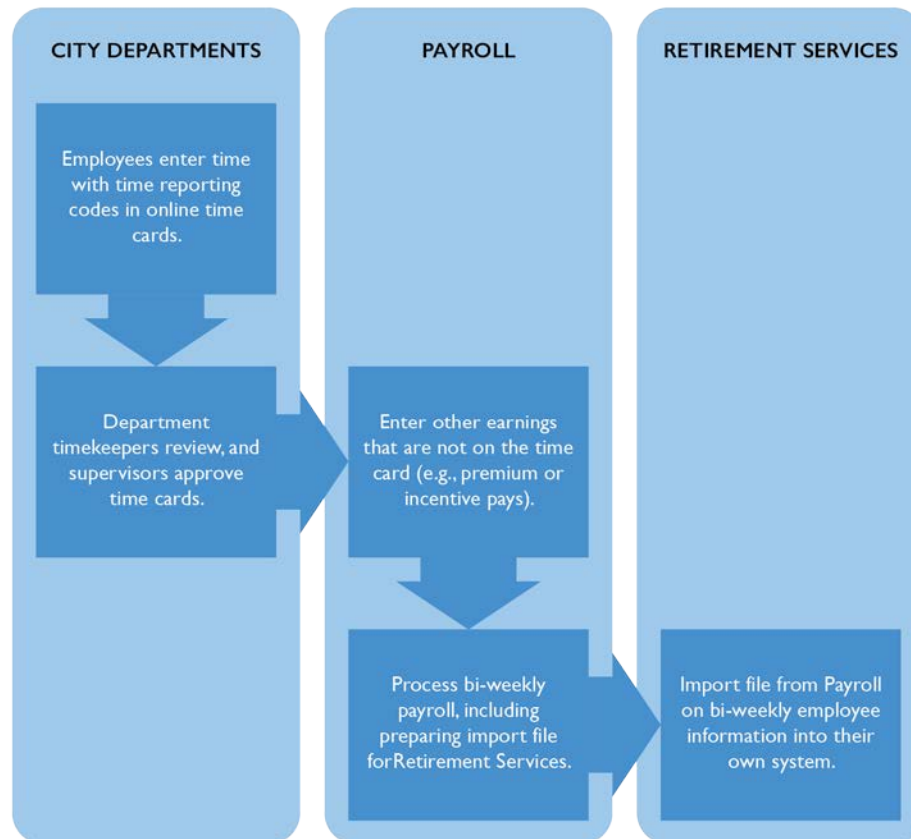 CITY DEPARTMENTS
PAYROLL
RETIREMENT SERVICES
Employees enter time
with time reporting
codes in online time
cards.
Department
timekeepers review, and
supervisors approve
time cards.
Enter other earnings
that are not on the time
card (e.g., premium or
incentive pays).
Process bi-weekly
payroll, including
preparing import file
forRetirement Services.
Import file from Payroll
on bi-weekly employee
information into their
own system.